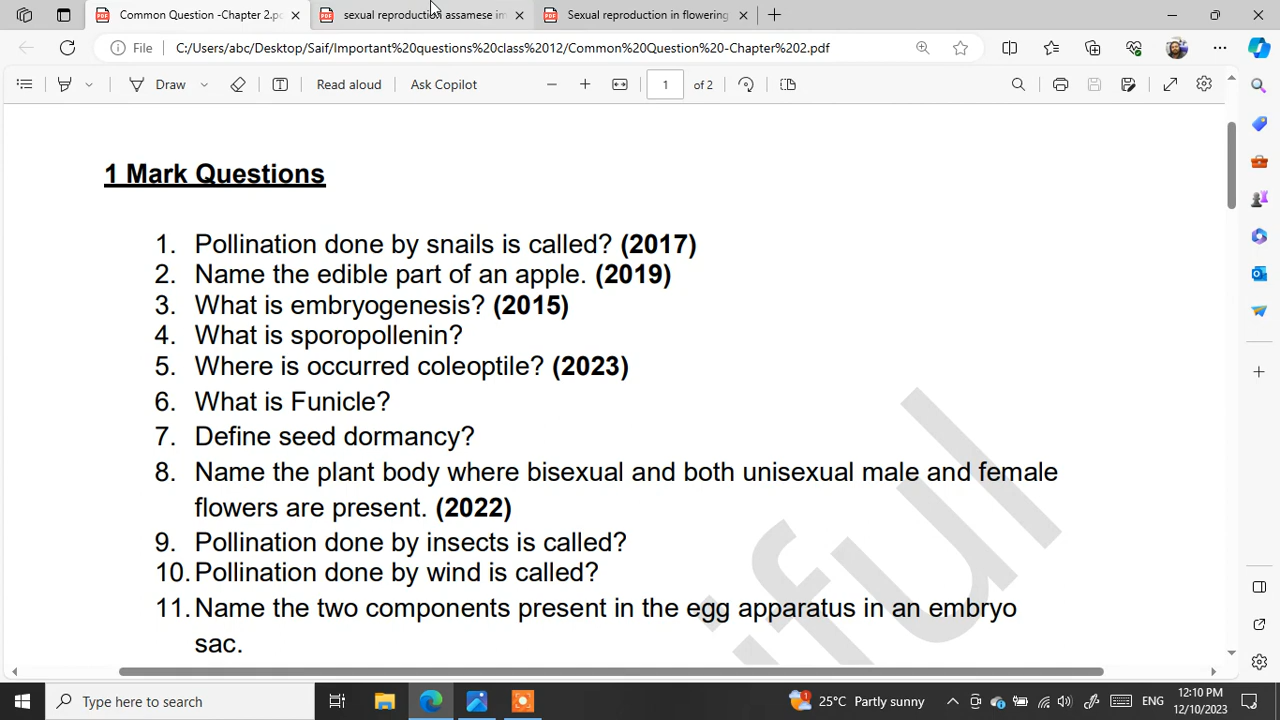 Common Question -Chapter 2.p
sexual reproduction assamese im
Sexual reproduction in flowering
File
C:/Users/abc/Desktop/Saif/Important%20questions%20class%2012/Common%20Question%20-Chapter%202.pdf
Draw
Read aloud
Ask Copilot
1
of 2
1 Mark Questions
1. Pollination done by snails is called? (2017)
2. Name the edible part of an apple. (2019)
3. What is embryogenesis? (2015)
4. What is sporopollenin?
5. Where is occurred coleoptile? (2023)
6. What is Funicle?
7. Define seed dormancy?
8. Name the plant body where bisexual and both unisexual male and female
flowers are present. (2022)
9. Pollination done by insects is called?
10. Pollination done by wind is called?
11. Name the two components present in the egg apparatus in an embryo
sac.
iful
Type here to search
1
25°C Partly sunny
ENG
12:10 PM
12/10/2023